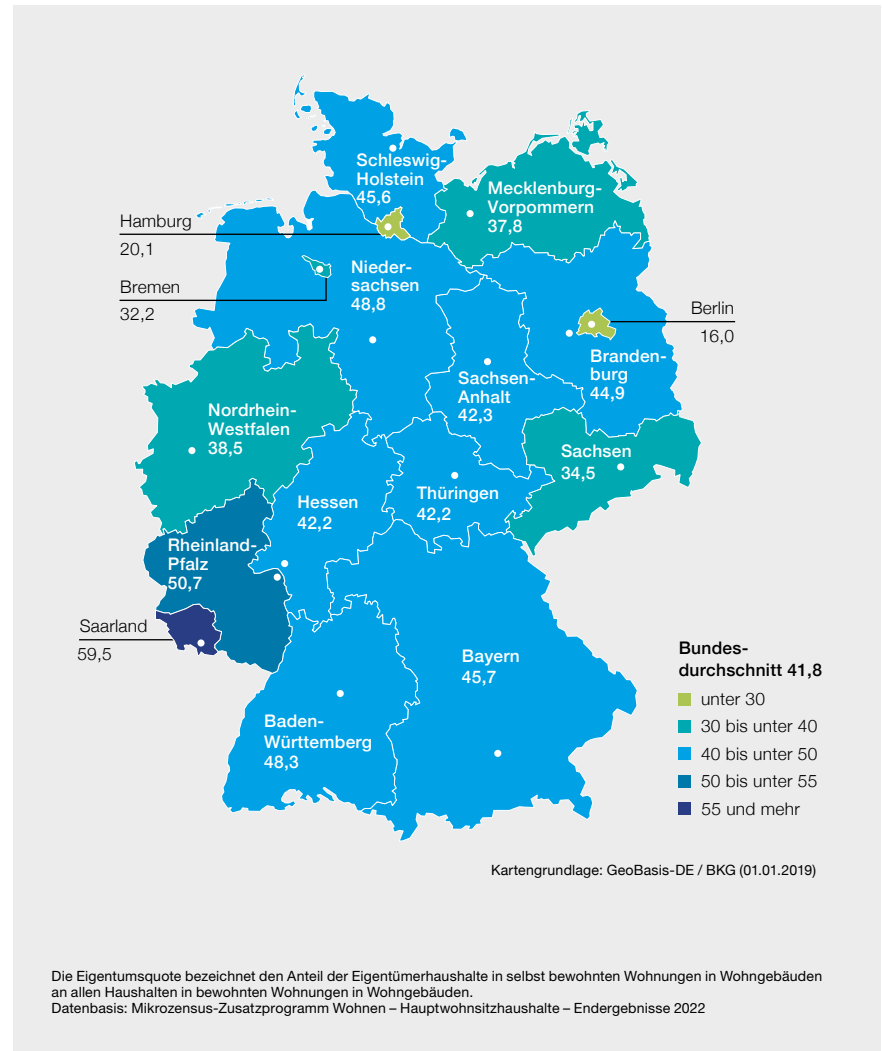 Schleswig-
Holstein
45,6
Mecklenburg-
Vorpommern
37,8
Hamburg
20,1
Bremen
32,2
Nieder-
sachsen
48,8
Berlin
16,0
Branden-
burg
44,9
Sachsen-
Anhalt
42,3
Nordrhein-
Westfalen
38,5
Sachsen
34,5
Hessen
42,2
Thüringen
42,2
Rheinland-
Pfalz
50,7
Saarland
59,5
Bayern
45,7
Baden-
Württemberg
48,3
Bundes-
durchschnitt 41,8
unter 30
30 bis unter 40
40 bis unter 50
50 bis unter 55
55 und mehr
Kartengrundlage: GeoBasis-DE / BKG (01.01.2019)
Die Eigentumsquote bezeichnet den Anteil der Eigentümerhaushalte in selbst bewohnten Wohnungen in Wohngebäuden
an allen Haushalten in bewohnten Wohnungen in Wohngebäuden.
Datenbasis: Mikrozensus-Zusatzprogramm Wohnen – Hauptwohnsitzhaushalte – Endergebnisse 2022